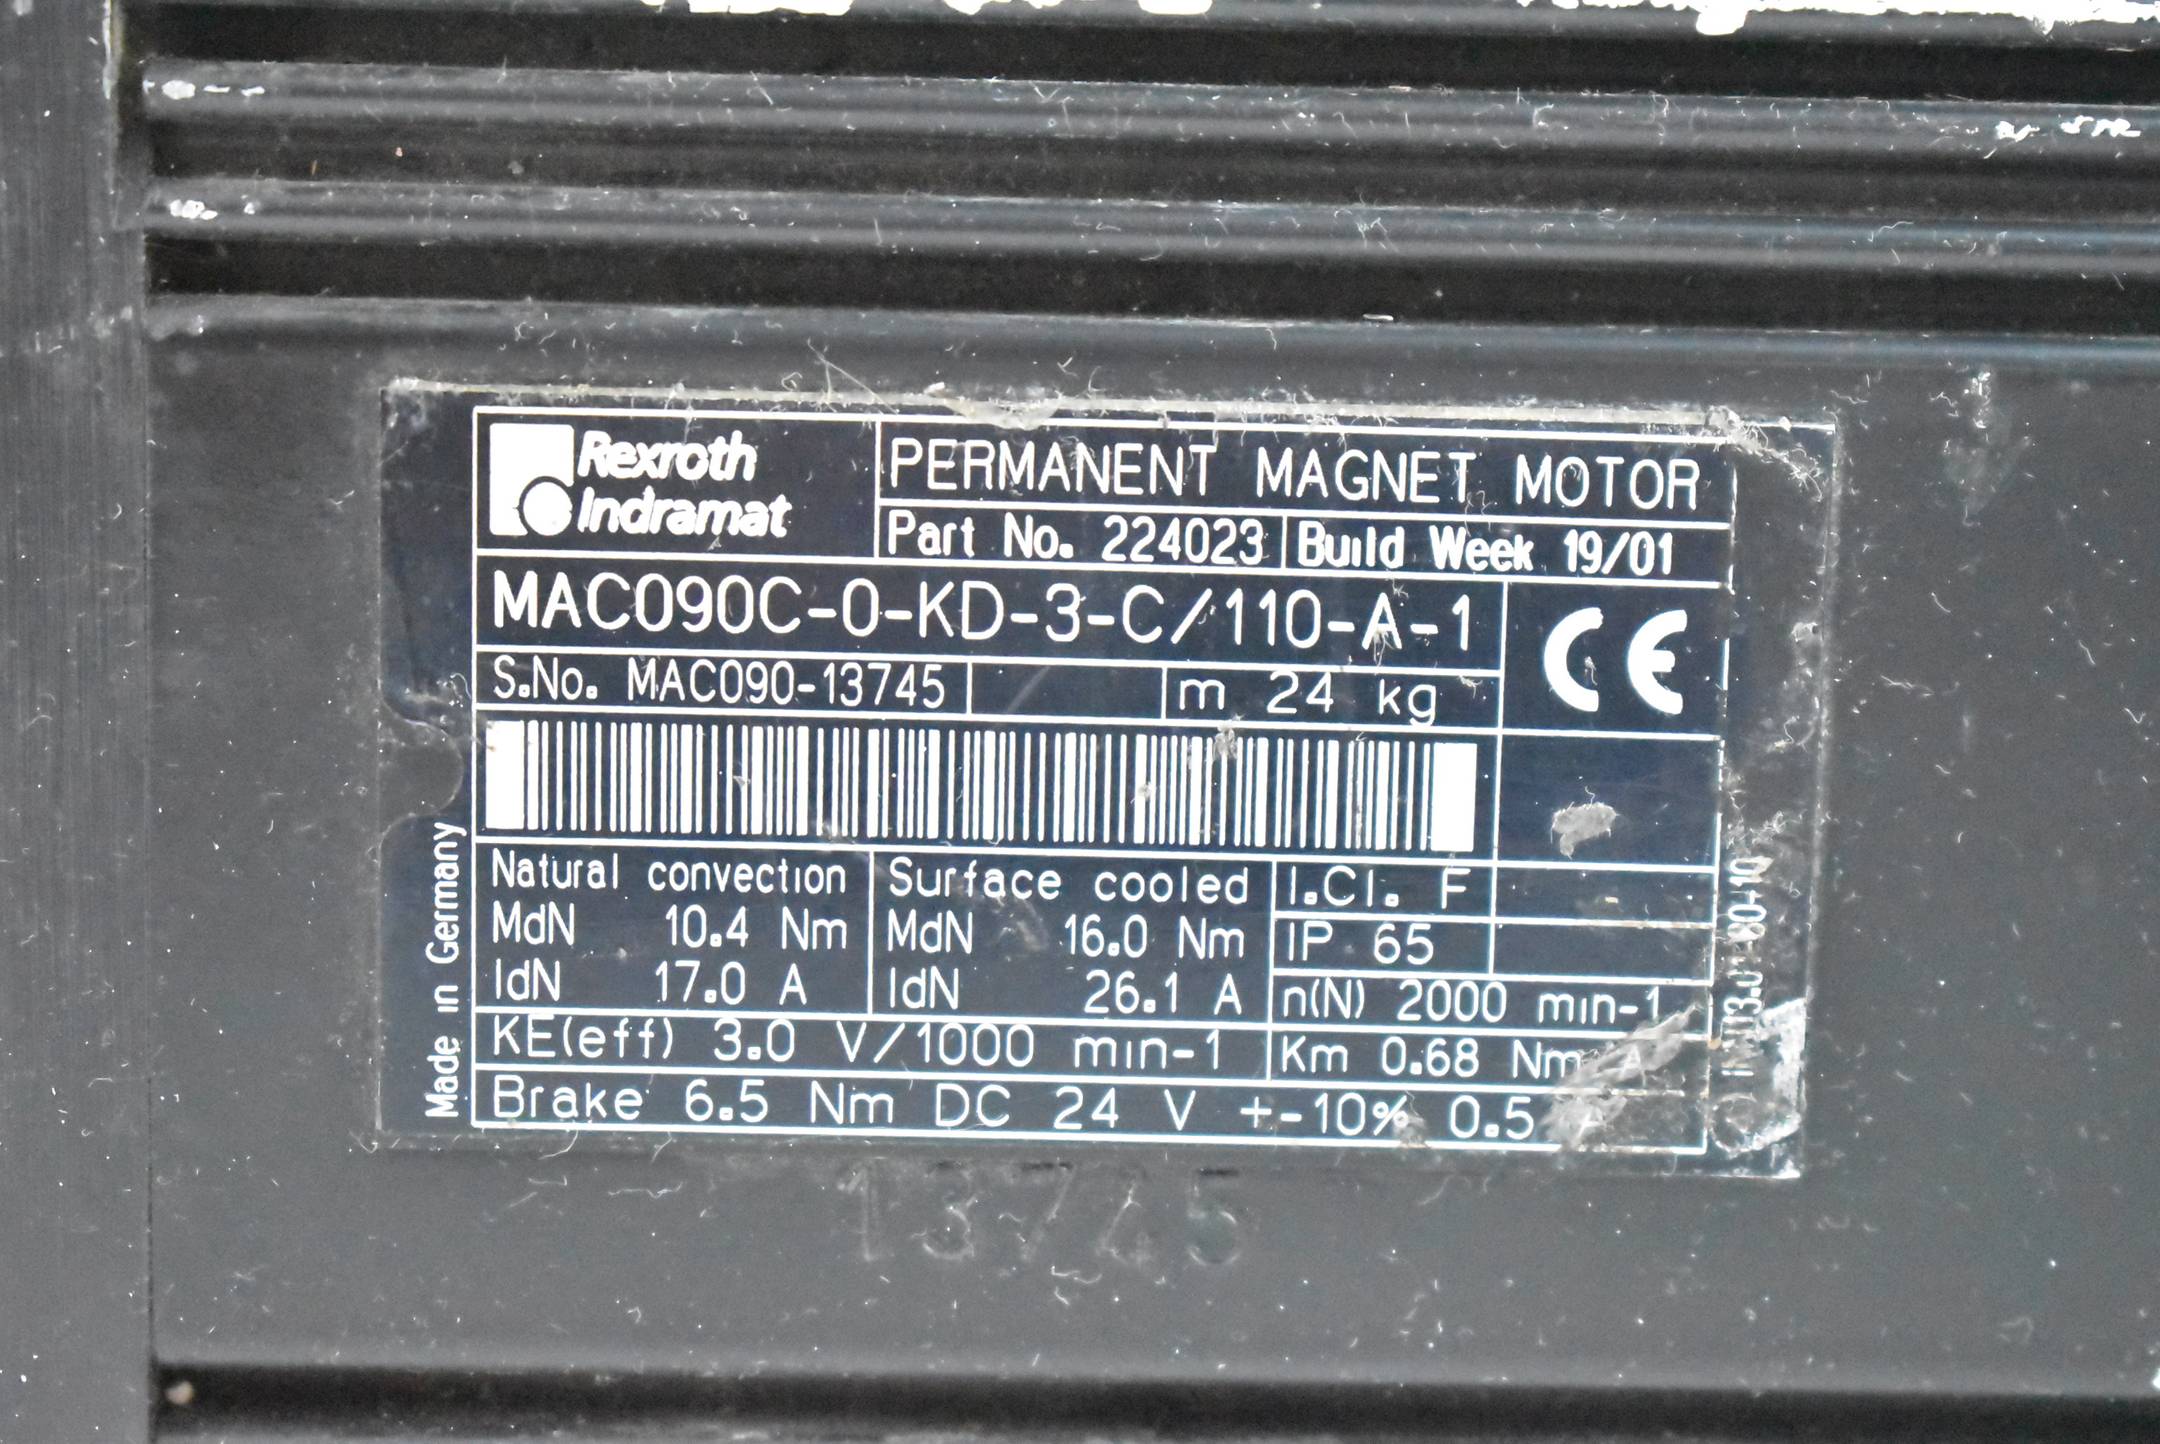 Rexroth
Indramat
PERMANENT MAGNET MOTOR
Part No. 224023 Build Week 19/01
MAC090C-0-KD-3-C/110-A-1
CE
S.No. MAC090-13745 m 24 kg
Natural convection
MdN 10.4 Nm
IdN 17.0 A
Surface cooled
MdN 16.0 Nm
IdN 26.1 A
I.Cl. F
IP 65
n(N) 2000 min-1
KE(eff) 3.0 V/1000 min-1 Km 0.68 Nm
Brake 6.5 Nm DC 24 V +-10% 0.5
Made in Germany
13745